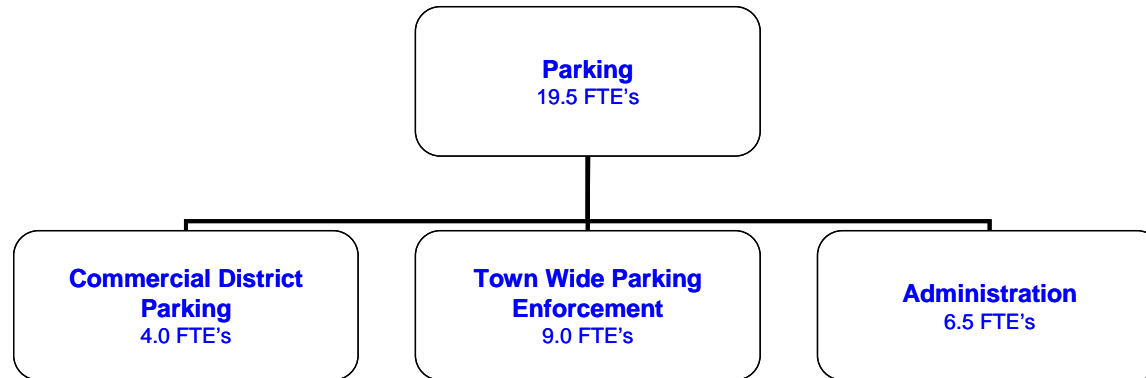 Parking
19.5 FTE’s
Commercial District
Parking
4.0 FTE’s
Town Wide Parking
Enforcement
9.0 FTE’s
Administration
6.5 FTE’s